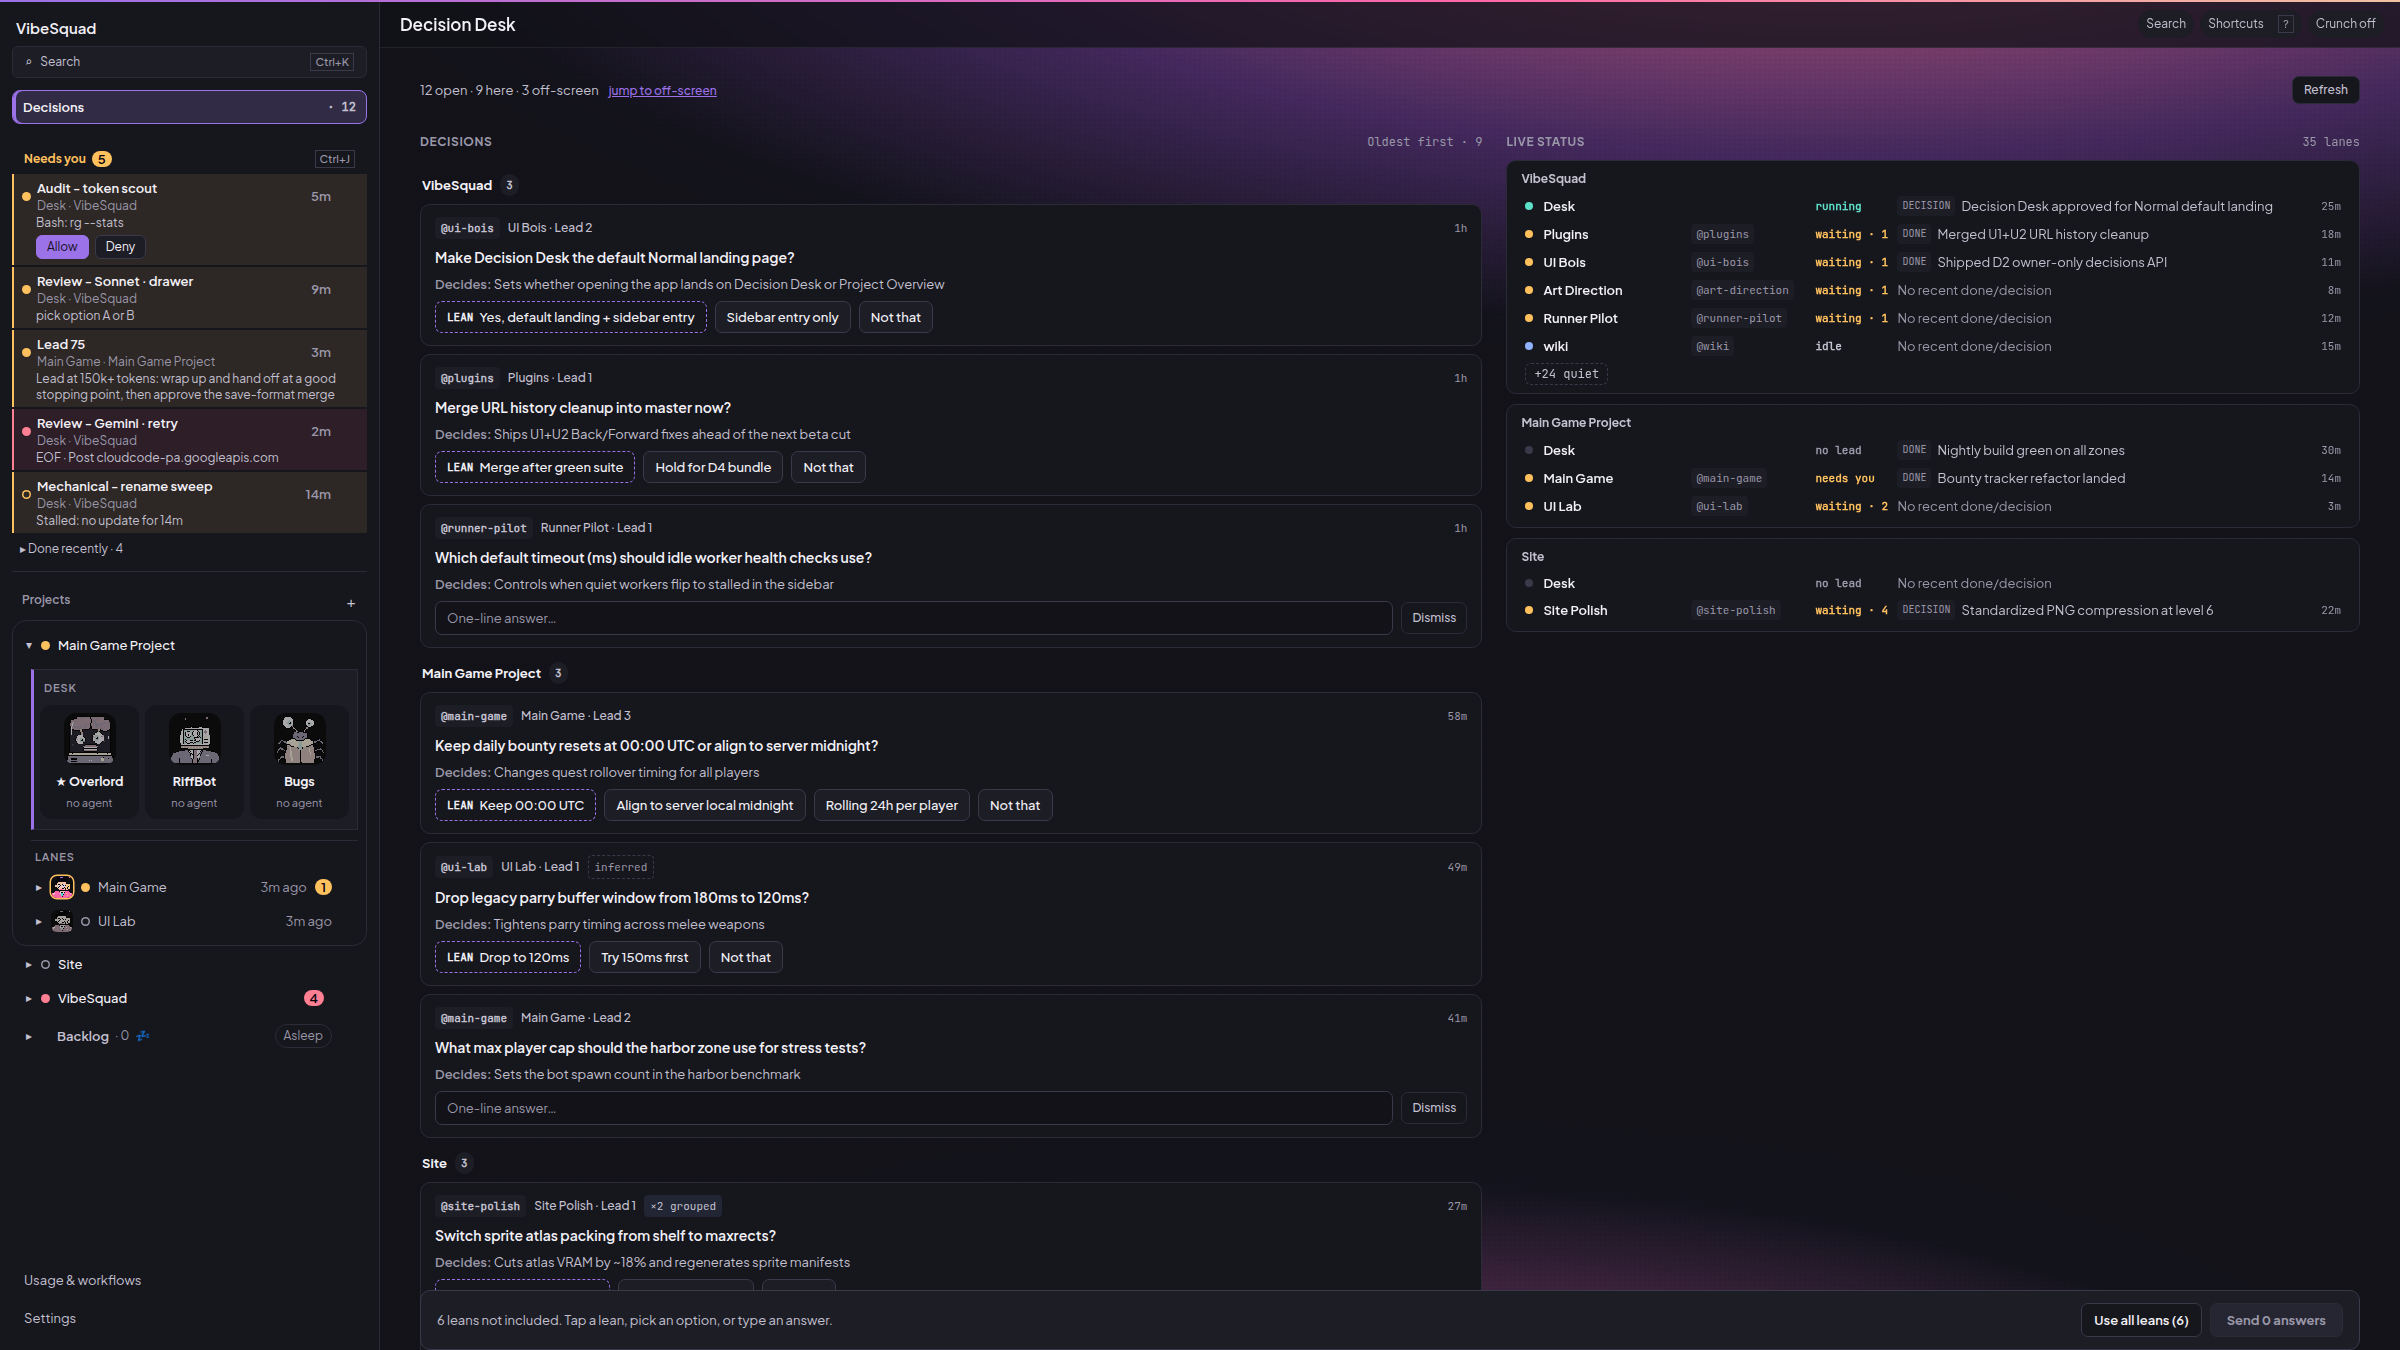 VibeSquad
Search Ctrl+K
Decisions · 12
Needs you 5 Ctrl+J
Audit – token scout 5m
Desk · VibeSquad
Bash: rg --stats
Allow Deny
Review – Sonnet · drawer 9m
Desk · VibeSquad
pick option A or B
Lead 75 3m
Main Game · Main Game Project
Lead at 150k+ tokens: wrap up and hand off at a good
stopping point, then approve the save-format merge
Review – Gemini · retry 2m
Desk · VibeSquad
EOF · Post cloudcode-pa.googleapis.com
Mechanical – rename sweep 14m
Desk · VibeSquad
Stalled: no update for 14m
▸ Done recently · 4
Projects +
Main Game Project
DESK
★ Overlord RiffBot Bugs
no agent no agent no agent
LANES
Main Game 3m ago 1
UI Lab 3m ago
Site
VibeSquad 4
Backlog · 0 Asleep
Usage & workflows
Settings
Decision Desk Search Shortcuts ? Crunch off
12 open · 9 here · 3 off-screen jump to off-screen Refresh
DECISIONS Oldest first · 9
VibeSquad 3
@ui-bois UI Bois · Lead 2 1h
Make Decision Desk the default Normal landing page?
Decides: Sets whether opening the app lands on Decision Desk or Project Overview
LEAN Yes, default landing + sidebar entry Sidebar entry only Not that
@plugins Plugins · Lead 1 1h
Merge URL history cleanup into master now?
Decides: Ships U1+U2 Back/Forward fixes ahead of the next beta cut
LEAN Merge after green suite Hold for D4 bundle Not that
@runner-pilot Runner Pilot · Lead 1 1h
Which default timeout (ms) should idle worker health checks use?
Decides: Controls when quiet workers flip to stalled in the sidebar
One-line answer… Dismiss
Main Game Project 3
@main-game Main Game · Lead 3 58m
Keep daily bounty resets at 00:00 UTC or align to server midnight?
Decides: Changes quest rollover timing for all players
LEAN Keep 00:00 UTC Align to server local midnight Rolling 24h per player Not that
@ui-lab UI Lab · Lead 1 inferred 49m
Drop legacy parry buffer window from 180ms to 120ms?
Decides: Tightens parry timing across melee weapons
LEAN Drop to 120ms Try 150ms first Not that
@main-game Main Game · Lead 2 41m
What max player cap should the harbor zone use for stress tests?
Decides: Sets the bot spawn count in the harbor benchmark
One-line answer… Dismiss
Site 3
@site-polish Site Polish · Lead 1 ×2 grouped 27m
Switch sprite atlas packing from shelf to maxrects?
Decides: Cuts atlas VRAM by ~18% and regenerates sprite manifests
6 leans not included. Tap a lean, pick an option, or type an answer. Use all leans (6) Send 0 answers
LIVE STATUS 35 lanes
VibeSquad
Desk running DECISION Decision Desk approved for Normal default landing 25m
Plugins @plugins waiting · 1 DONE Merged U1+U2 URL history cleanup 18m
UI Bois @ui-bois waiting · 1 DONE Shipped D2 owner-only decisions API 11m
Art Direction @art-direction waiting · 1 No recent done/decision 8m
Runner Pilot @runner-pilot waiting · 1 No recent done/decision 12m
wiki @wiki idle No recent done/decision 15m
+24 quiet
Main Game Project
Desk no lead DONE Nightly build green on all zones 30m
Main Game @main-game needs you DONE Bounty tracker refactor landed 14m
UI Lab @ui-lab waiting · 2 No recent done/decision 3m
Site
Desk no lead No recent done/decision
Site Polish @site-polish waiting · 4 DECISION Standardized PNG compression at level 6 22m